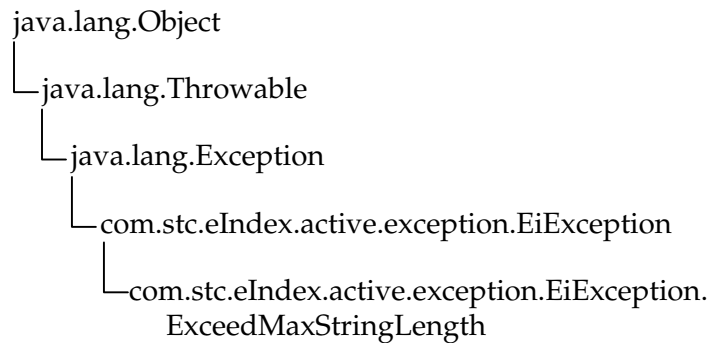 java.lang.Object
java.lang.Throwable
java.lang.Exception
com.stc.eIndex.active.exception.EiException
com.stc.eIndex.active.exception.EiException.
ExceedMaxStringLength